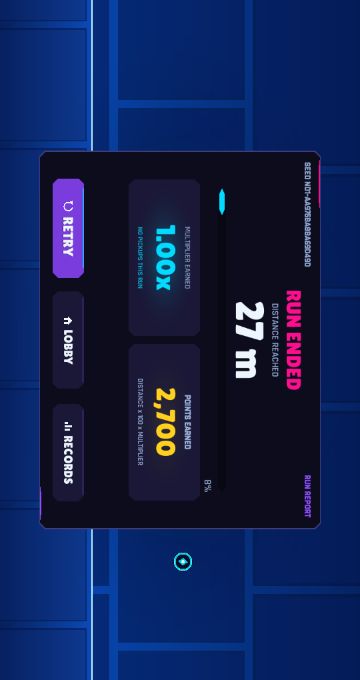 RUN REPORT
RUN ENDED
DISTANCE REACHED
27 m
8%
MULTIPLIER EARNED
1.00x
NO PICKUPS THIS RUN
POINTS EARNED
2,700
DISTANCE x 100 x MULTIPLIER
RETRY
LOBBY
RECORDS